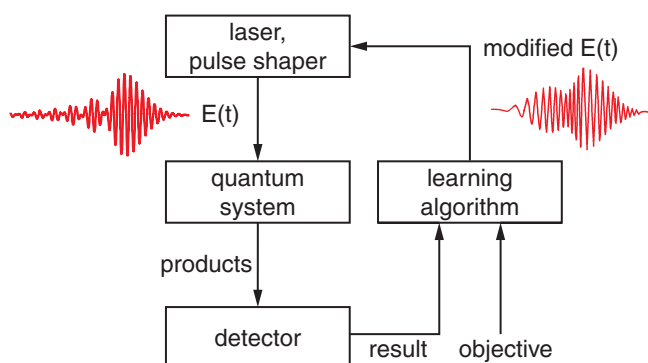 laser,
pulse shaper
modified E(t)
E(t)
quantum
system
learning
algorithm
products
detector
result
objective